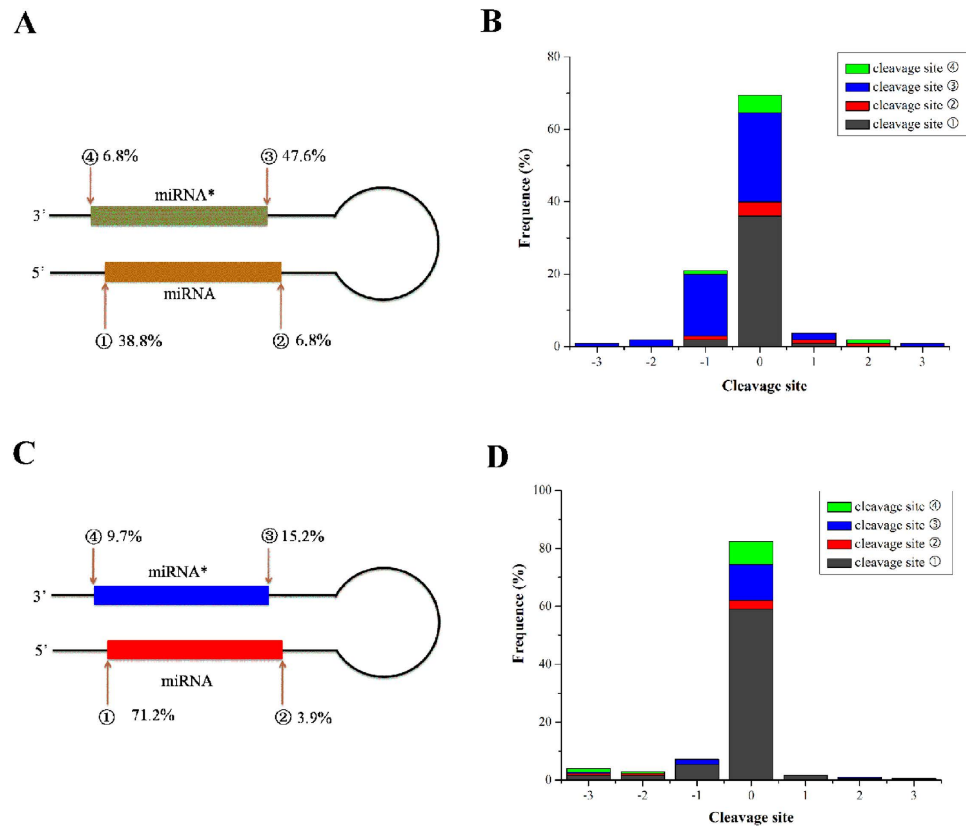 A
④ 6.8%
③ 47.6%
miRNA*
3’
5’
miRNA
① 38.8%
② 6.8%
B
80
60
40
20
0
Frequence (%)
cleavage site ④
cleavage site ③
cleavage site ②
cleavage site ①
-3 -2 -1 0 1 2 3
Cleavage site
C
④ 9.7%
③ 15.2%
miRNA*
3’
5’
miRNA
① 71.2%
② 3.9%
D
100
80
60
40
20
0
Frequence (%)
cleavage site ④
cleavage site ③
cleavage site ②
cleavage site ①
-3 -2 -1 0 1 2 3
Cleavage site